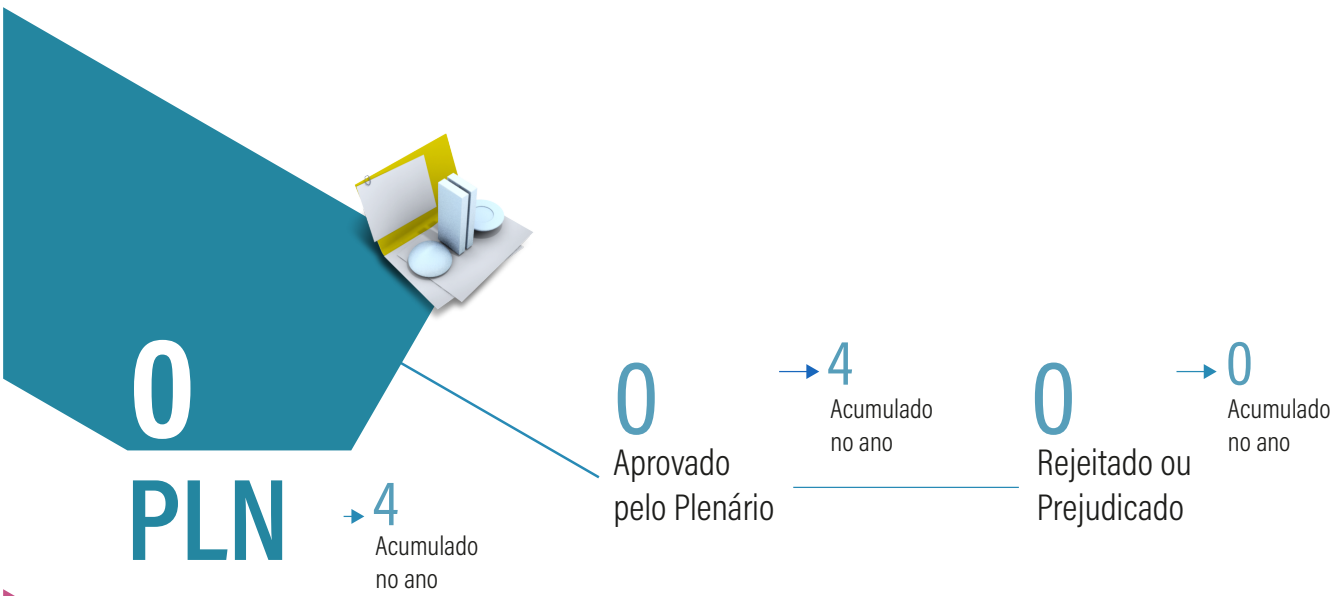 0
PLN
4
Acumulado
no ano
0
Aprovado
pelo Plenário
4
Acumulado
no ano
0
Rejeitado ou
Prejudicado
0
Acumulado
no ano